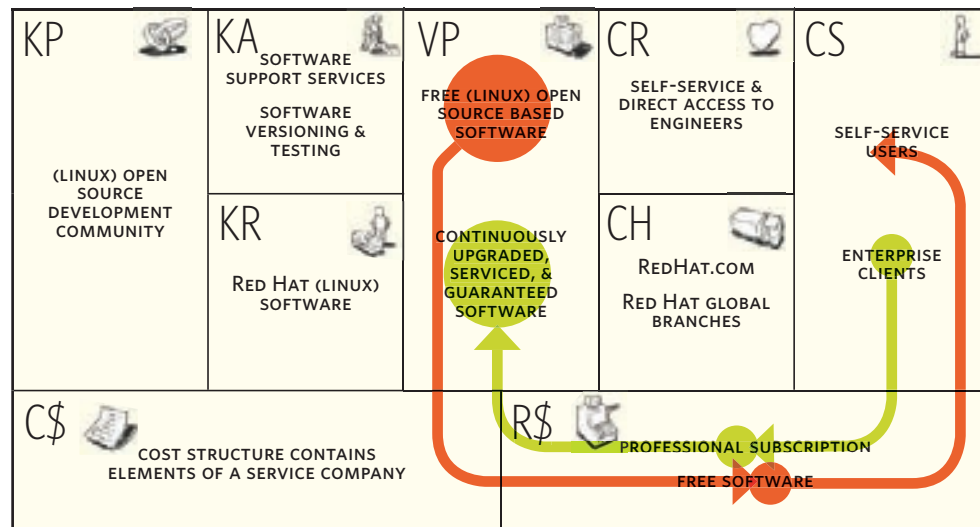 KP
(LINUX) OPEN
SOURCE
DEVELOPMENT
COMMUNITY
KA
SOFTWARE
SUPPORT SERVICES
SOFTWARE
VERSIONING &
TESTING
KR
RED HAT (LINUX)
SOFTWARE
VP
FREE (LINUX) OPEN
SOURCE BASED
SOFTWARE
CONTINUOUSLY
UPGRADED,
SERVICED, &
GUARANTEED
SOFTWARE
CR
SELF-SERVICE &
DIRECT ACCESS TO
ENGINEERS
CH
REDHAT.COM
RED HAT GLOBAL
BRANCHES
CS
SELF-SERVICE
USERS
ENTERPRISE
CLIENTS
C$
COST STRUCTURE CONTAINS
ELEMENTS OF A SERVICE COMPANY
R$
PROFESSIONAL SUBSCRIPTION
FREE SOFTWARE